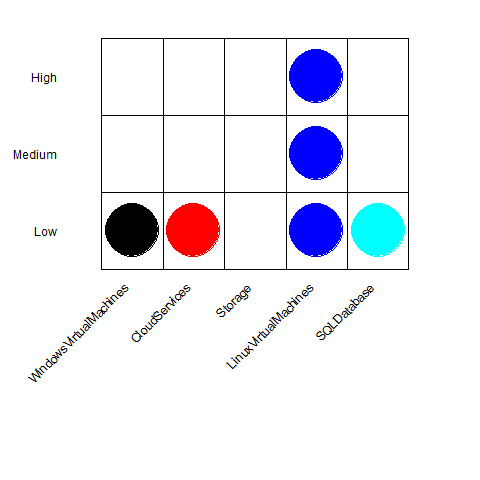 High
Medium
Low
WindowsVirtualMachines
CloudServices
Storage
LinuxVirtualMachines
SQLDatabase